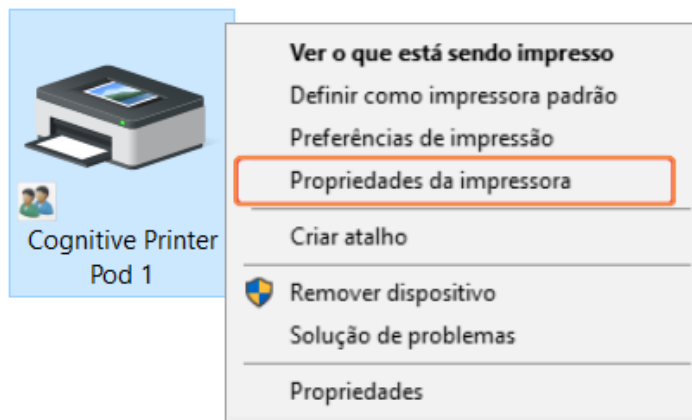 Cognitive Printer
Pod 1
Ver o que está sendo impresso
Definir como impressora padrão
Preferências de impressão
Propriedades da impressora
Criar atalho
Remover dispositivo
Solução de problemas
Propriedades